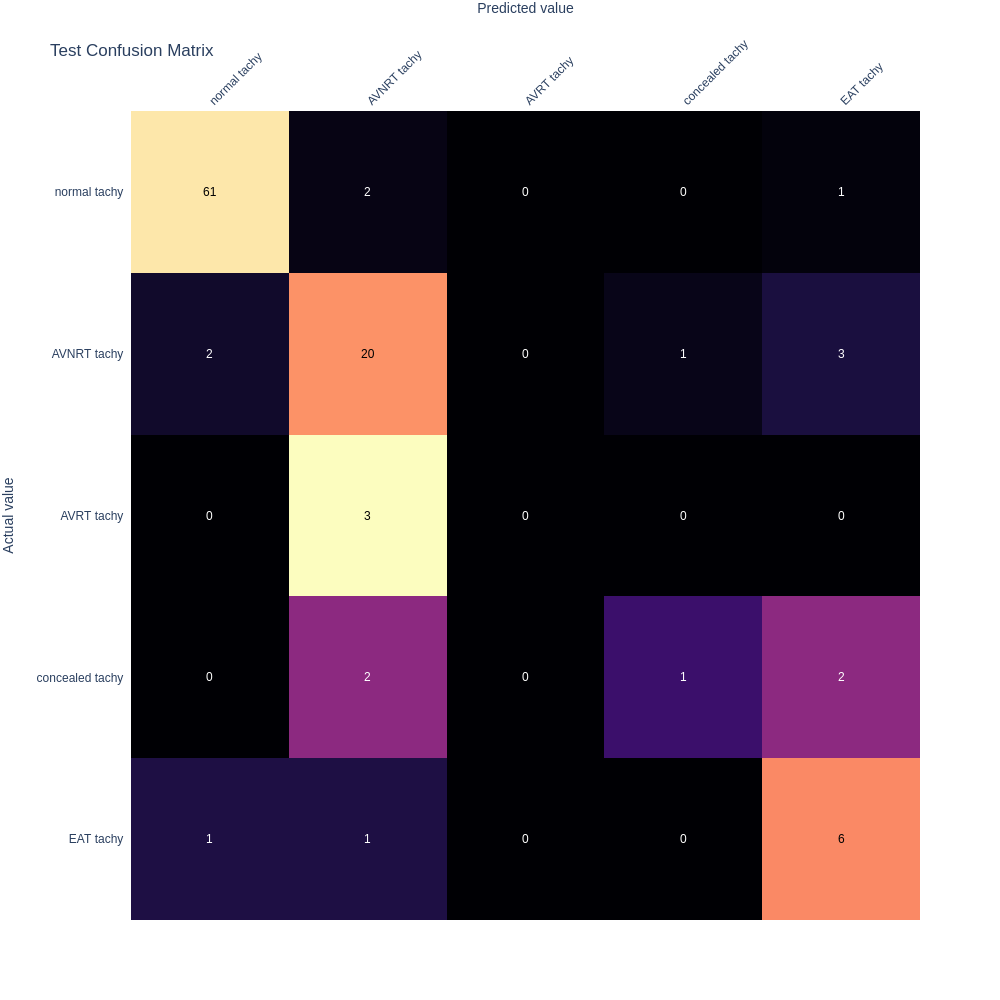 Predicted value
Test Confusion Matrix
normal tachy
AVNRT tachy
AVRT tachy
concealed tachy
EAT tachy
Actual value
normal tachy 61 2 0 0 1
AVNRT tachy 2 20 0 1 3
AVRT tachy 0 3 0 0 0
concealed tachy 0 2 0 1 2
EAT tachy 1 1 0 0 6